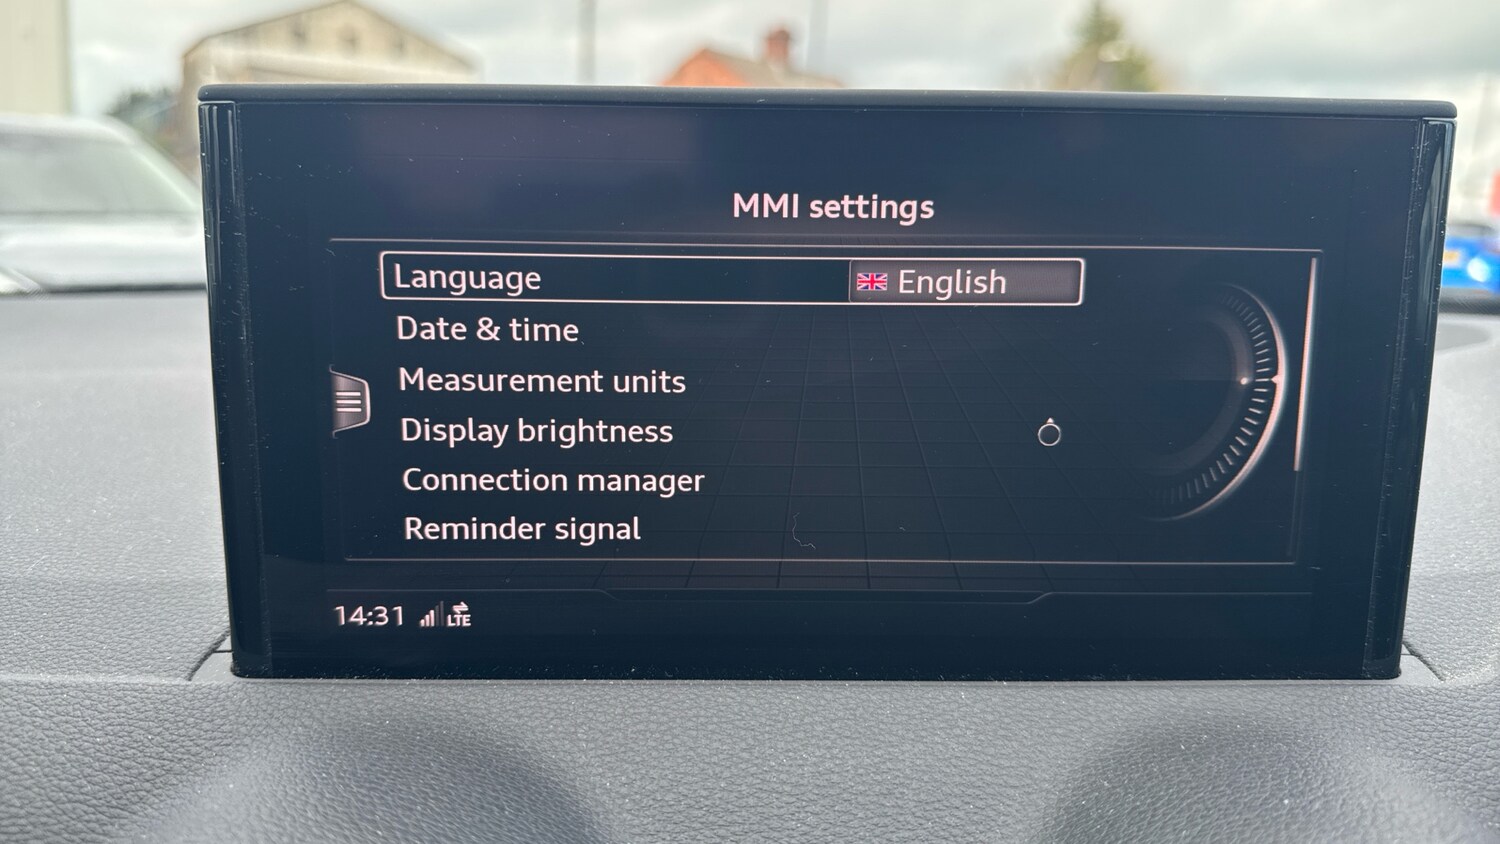 MMI settings
Language English
Date & time
Measurement units
Display brightness
Connection manager
Reminder signal
14:31 LTE